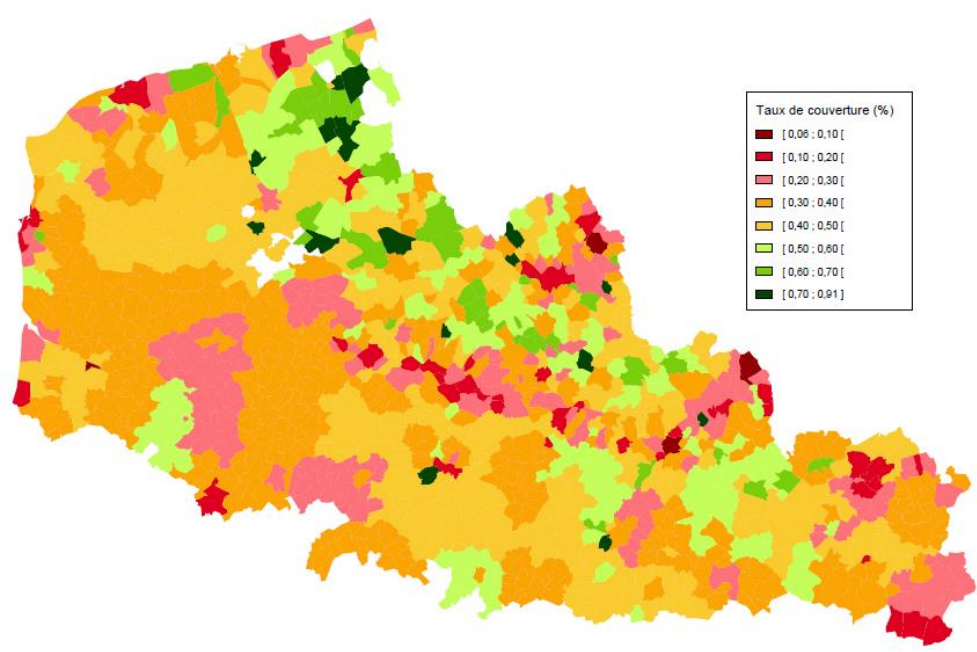 Taux de couverture (%)
[ 0,06 ; 0,10 [
[ 0,10 ; 0,20 [
[ 0,20 ; 0,30 [
[ 0,30 ; 0,40 [
[ 0,40 ; 0,50 [
[ 0,50 ; 0,60 [
[ 0,60 ; 0,70 [
[ 0,70 ; 0,91 ]